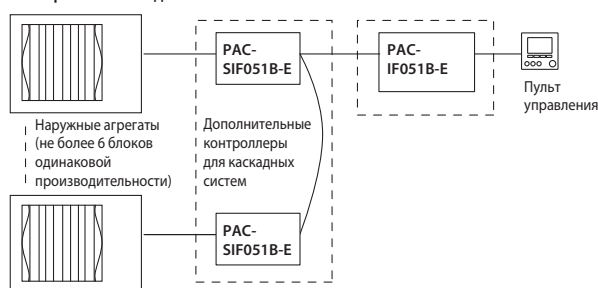 PAC-
SIF051B-E
PAC-
IF051B-E
Пульт
управления
Наружные агрегаты
(не более 6 блоков
одинаковой
производительности)
Дополнительные
контроллеры
для каскадных
систем
PAC-
SIF051B-E